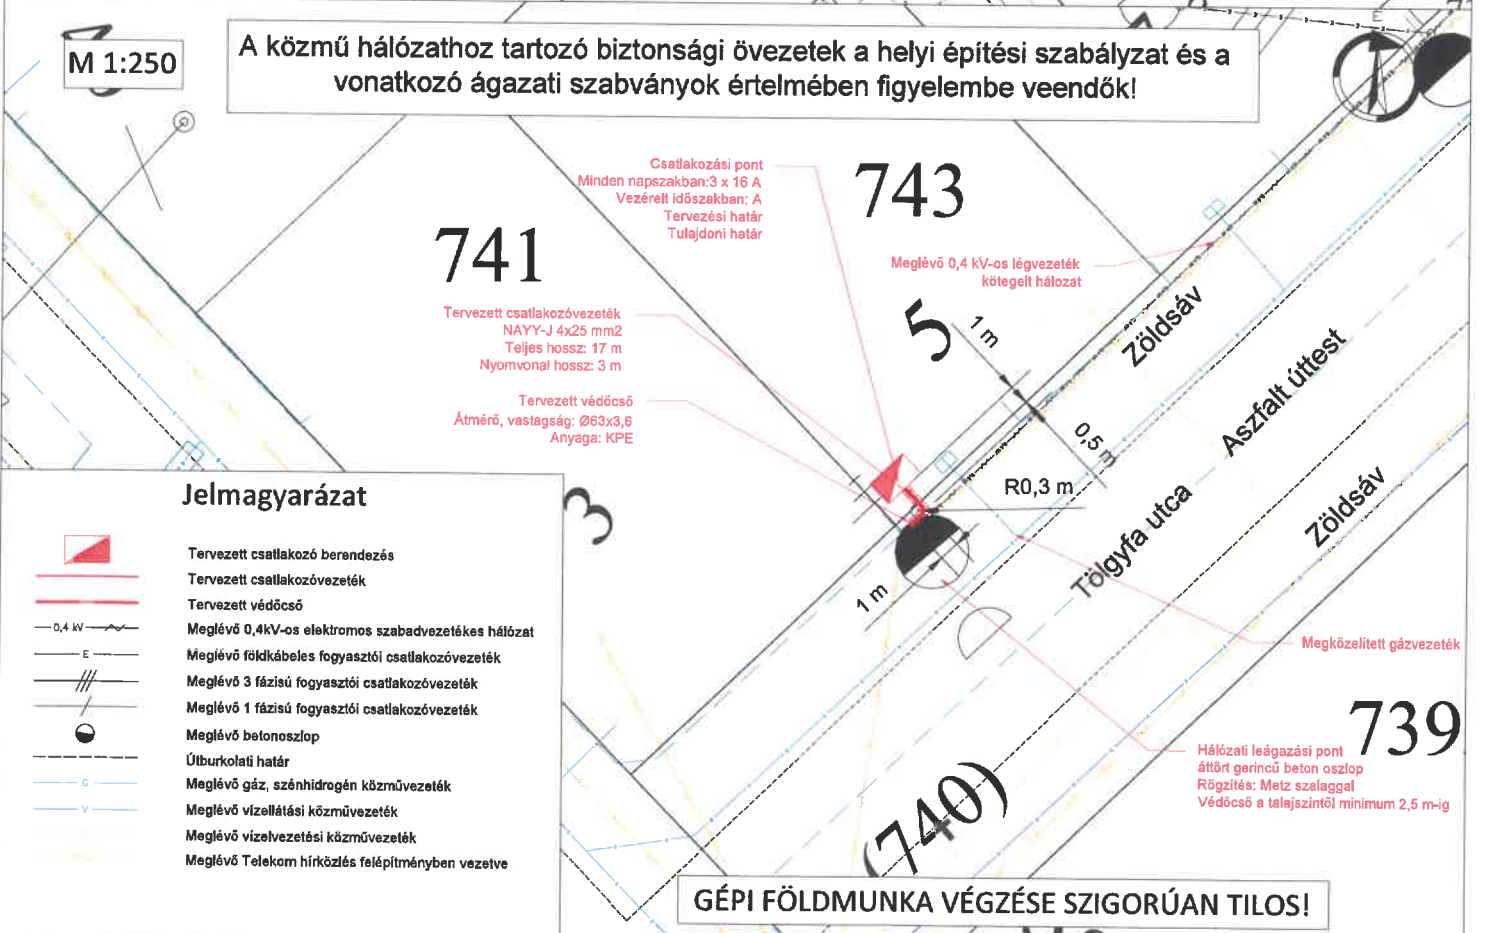 M 1:250
A közmű hálózathoz tartozó biztonsági övezetek a helyi építési szabályzat és a
vonatkozó ágazati szabványok értelmében figyelembe veendők!
E
Csatlakozási pont
Minden napszakban:3 x 16 A
Vezérelt időszakban: A
Tervezési határ
Tulajdoni határ
743
741
Meglévő 0,4 kV-os légvezeték
kötegelt hálozat
Tervezett csatlakozóvezeték
NAYY-J 4x25 mm2
Teljes hossz: 17 m
Nyomvonal hossz: 3 m
5
1 m
Zöldsáv
Tervezett védőcső
Átmérő, vastagság: Ø63x3,6
Anyaga: KPE
Aszfalt úttest
0,5 m
R0,3 m
3
Tölgyfa utca
Zöldsáv
1 m
Megközelített gázvezeték
739
Hálózati leágazási pont
áttört gerincű beton oszlop
Rögzítés: Metz szalaggal
Védőcső a talajszintől minimum 2,5 m-ig
(740)
Jelmagyarázat
Tervezett csatlakozó berendezés
Tervezett csatlakozóvezeték
Tervezett védőcső
0,4 kV Meglévő 0,4kV-os elektromos szabadvezetékes hálózat
E Meglévő földkábeles fogyasztói csatlakozóvezeték
Meglévő 3 fázisú fogyasztói csatlakozóvezeték
Meglévő 1 fázisú fogyasztói csatlakozóvezeték
Meglévő betonoszlop
Útburkolati határ
G Meglévő gáz, szénhidrogén közművezeték
V Meglévő vízellátási közművezeték
Meglévő vízelvezetési közművezeték
Meglévő Telekom hírközlés felépítményben vezetve
GÉPI FÖLDMUNKA VÉGZÉSE SZIGORÚAN TILOS!